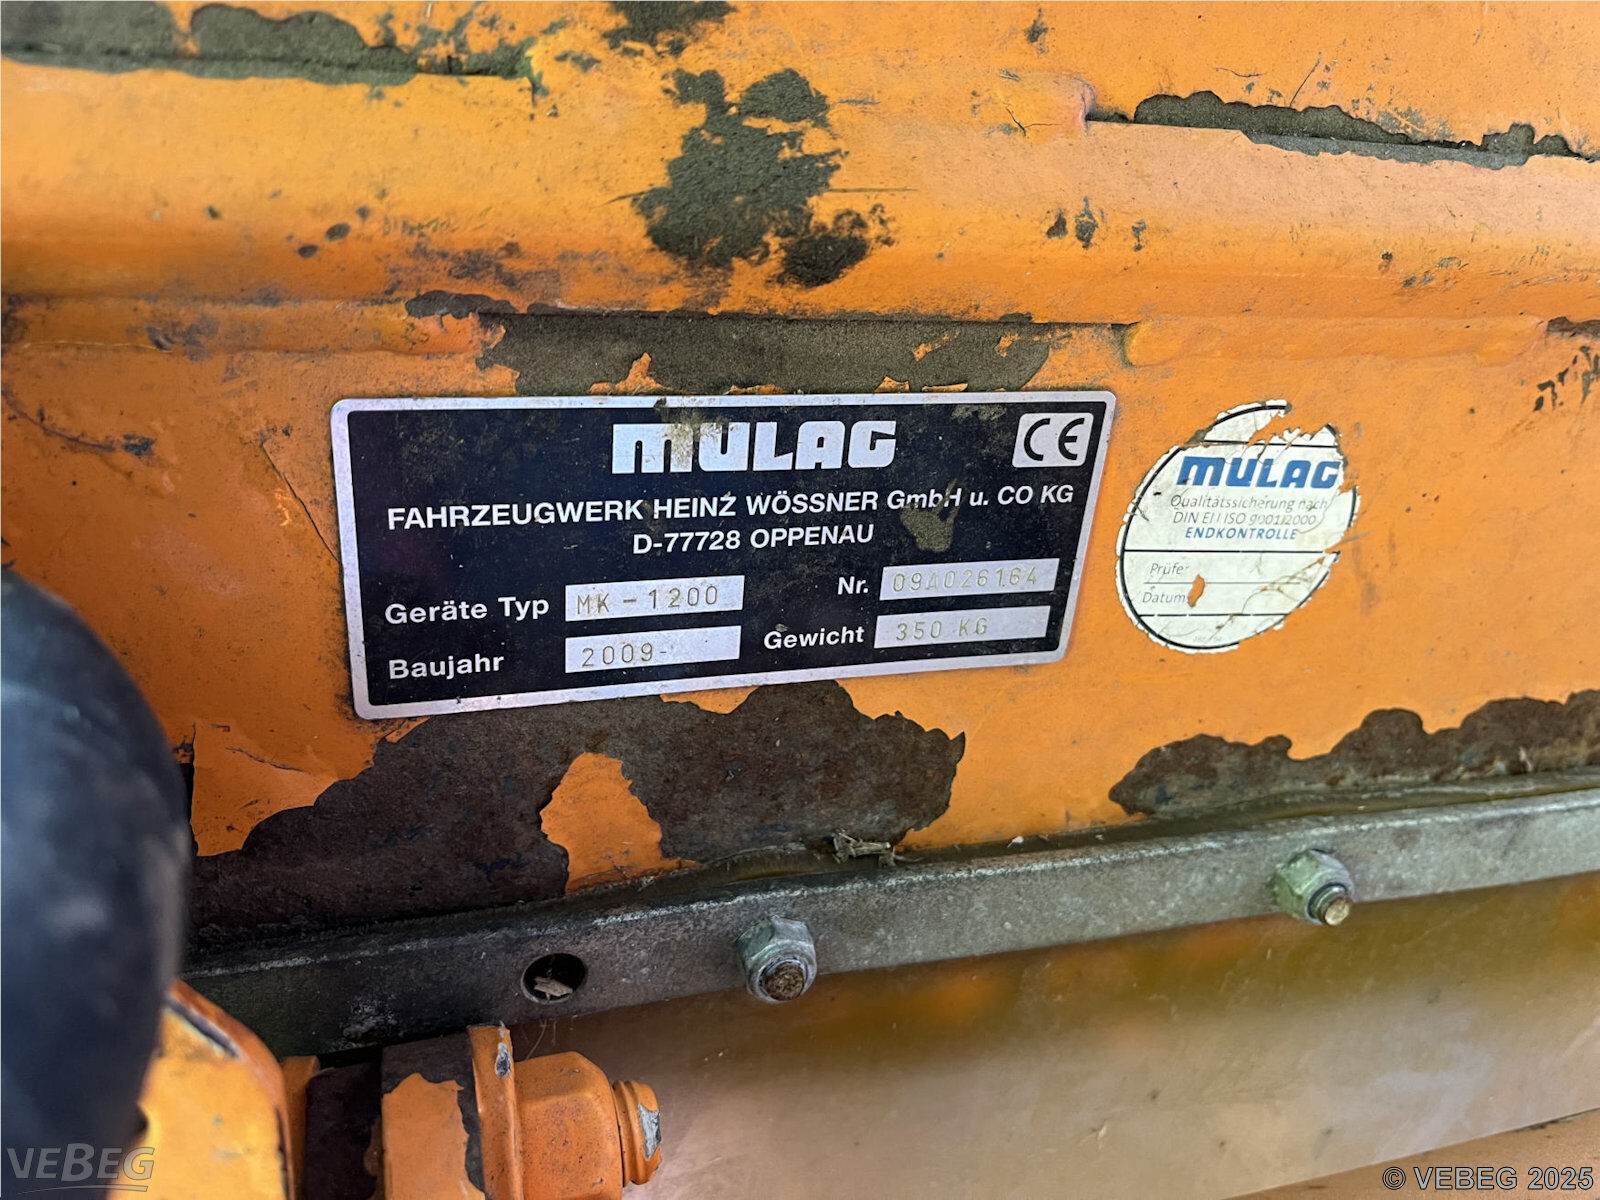 MULAG
CE
FAHRZEUGWERK HEINZ WÖSSNER GmbH u. CO KG
D-77728 OPPENAU
Geräte Typ MK-1200
Nr. 09A026164
Baujahr 2009-
Gewicht 350 KG
MULAG
Qualitätssicherung nach
DIN EN ISO 9001/2000
ENDKONTROLLE
Prüfer
Datum
VEBEG
© VEBEG 2025